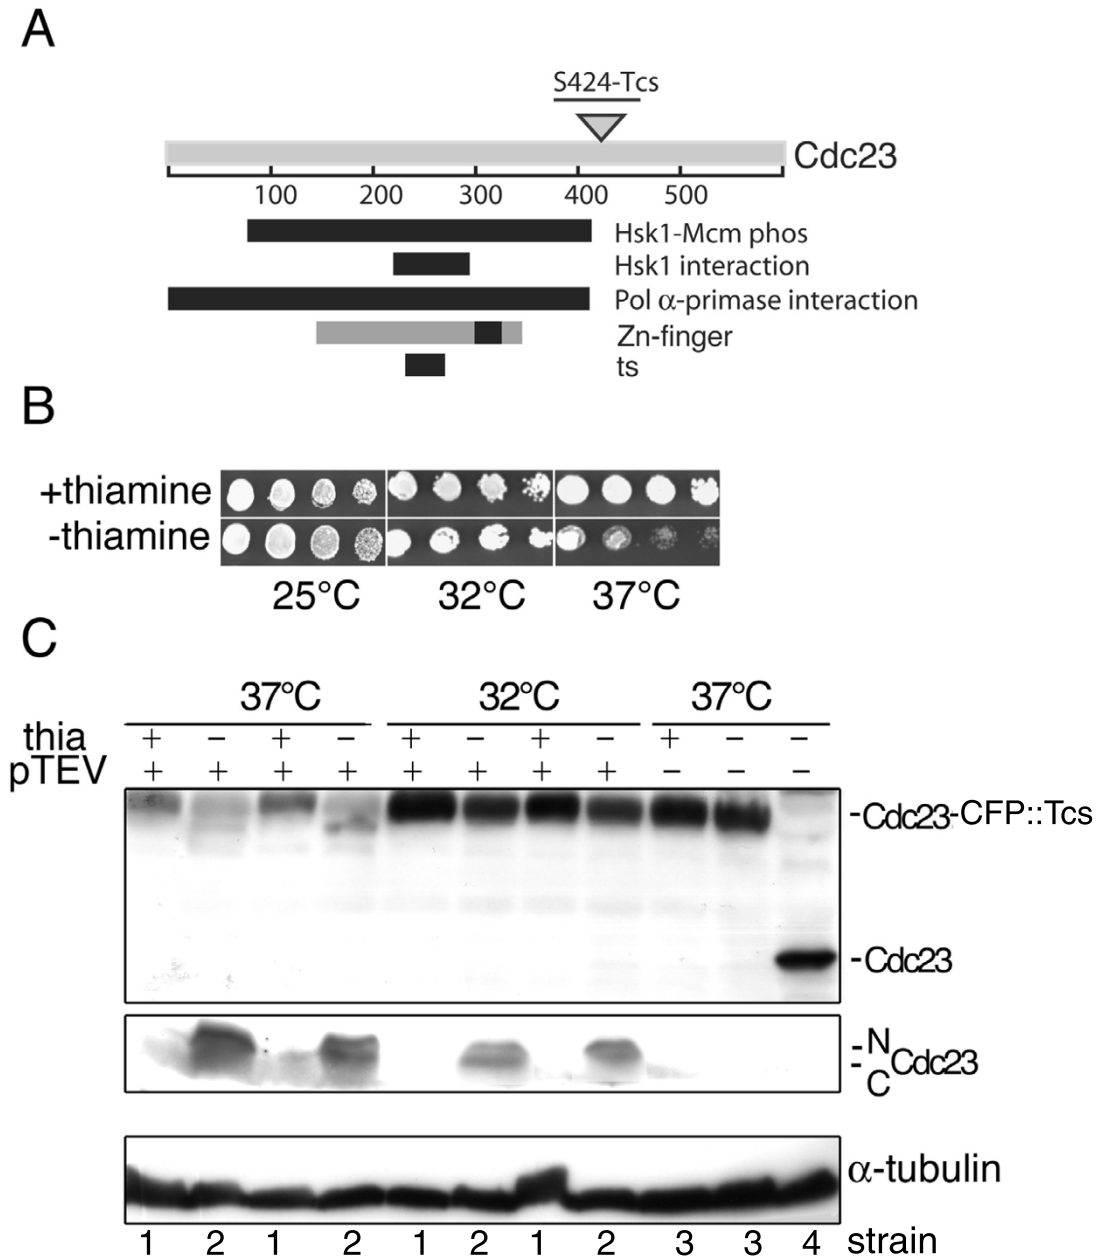 A
S424-Tcs
Cdc23
100 200 300 400 500
Hsk1-Mcm phos
Hsk1 interaction
Pol α-primase interaction
Zn-finger
ts
B
+thiamine
-thiamine
25°C 32°C 37°C
C
37°C 32°C 37°C
thia + − + − + − + − + − −
pTEV + + + + + + + + − − −
-Cdc23-CFP::Tcs
-Cdc23
-N
-C Cdc23
α-tubulin
1 2 1 2 1 2 1 2 3 3 4 strain